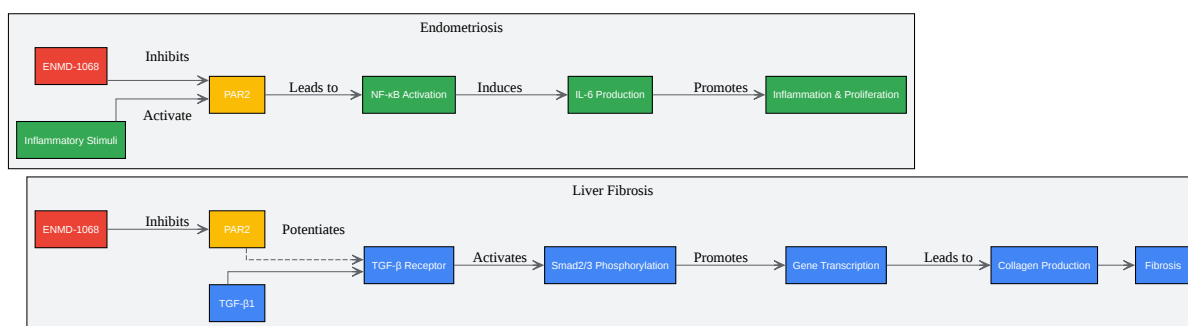 Endometriosis
ENMD-1068
Inhibits
PAR2
Leads to
NF-κB Activation
Induces
IL-6 Production
Promotes
Inflammation & Proliferation
Activate
Inflammatory Stimuli
Liver Fibrosis
ENMD-1068
Inhibits
PAR2
Potentiates
TGF-β Receptor
Activates
Smad2/3 Phosphorylation
Promotes
Gene Transcription
Leads to
Collagen Production
Fibrosis
TGF-β1